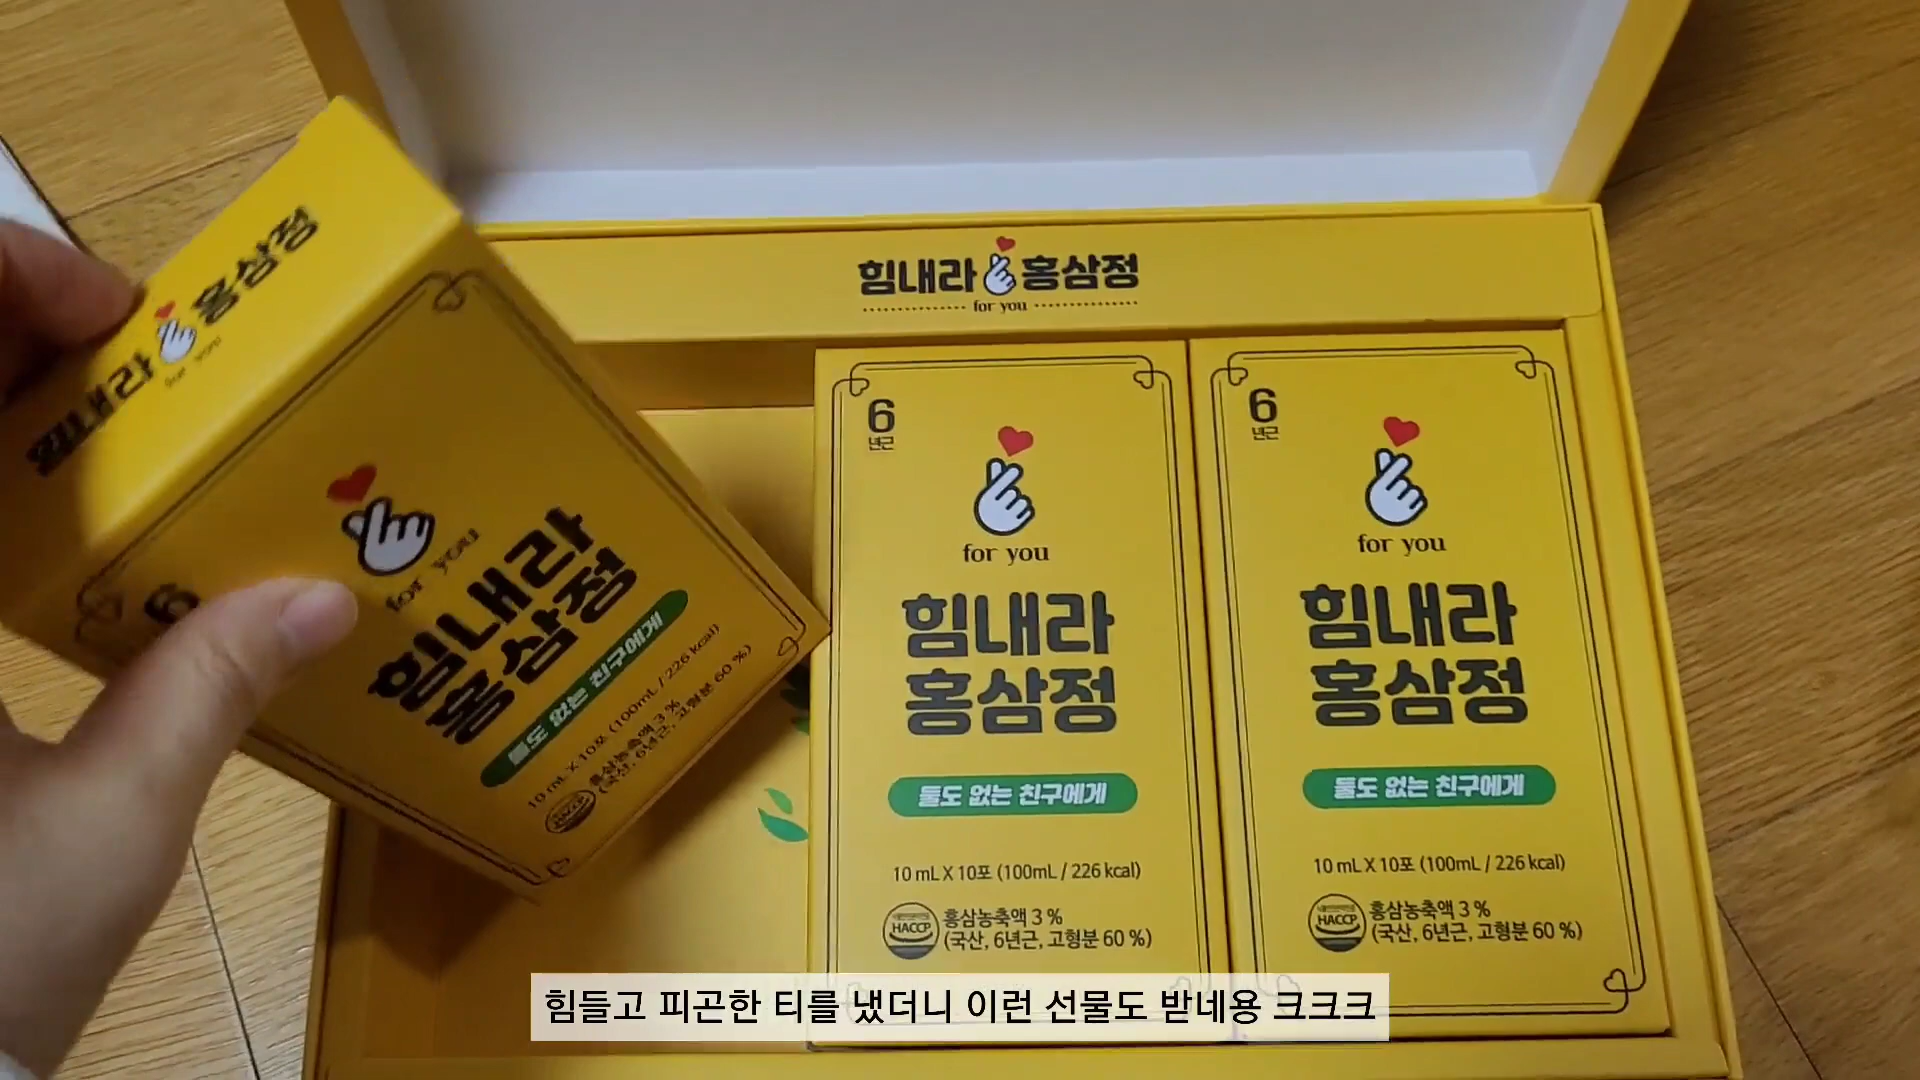 힘내라 홍삼정
for you
힘내라 홍삼정
for you
6
for you
힘내라
홍삼정
둘도 없는 친구에게
10 mL X 10포 (100mL / 226 kcal)
HACCP
홍삼농축액 3 %
(국산, 6년근, 고형분 60 %)
6
년근
for you
힘내라
홍삼정
둘도 없는 친구에게
10 mL X 10포 (100mL / 226 kcal)
HACCP
홍삼농축액 3 %
(국산, 6년근, 고형분 60 %)
6
년근
for you
힘내라
홍삼정
둘도 없는 친구에게
10 mL X 10포 (100mL / 226 kcal)
HACCP
홍삼농축액 3 %
(국산, 6년근, 고형분 60 %)
힘들고 피곤한 티를 냈더니 이런 선물도 받네용 크크크